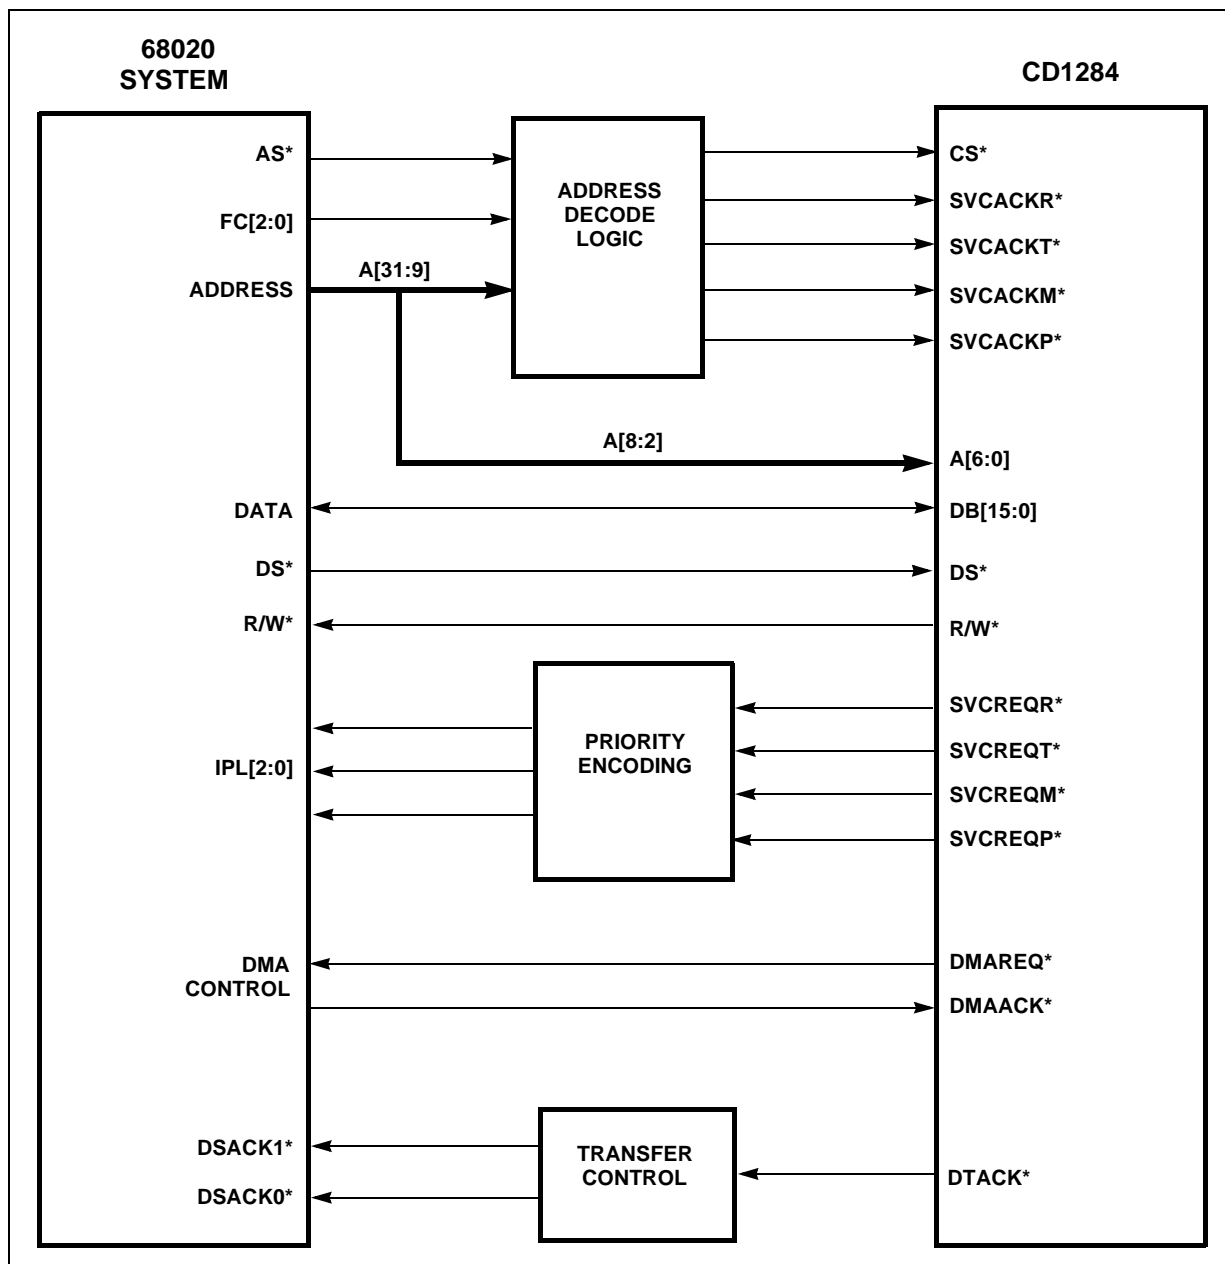 68020
SYSTEM
CD1284
AS*
FC[2:0]
ADDRESS
A[31:9]
ADDRESS
DECODE
LOGIC
CS*
SVCACKR*
SVCACKT*
SVCACKM*
SVCACKP*
A[8:2]
A[6:0]
DATA
DB[15:0]
DS*
DS*
R/W*
R/W*
IPL[2:0]
PRIORITY
ENCODING
SVCREQR*
SVCREQT*
SVCREQM*
SVCREQP*
DMA
CONTROL
DMAREQ*
DMAACK*
DSACK1*
DSACK0*
TRANSFER
CONTROL
DTACK*